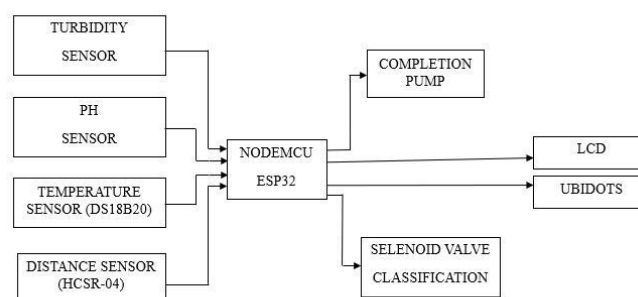 TURBIDITY
SENSOR
PH
SENSOR
TEMPERATURE
SENSOR (DS18B20)
DISTANCE SENSOR
(HCSR-04)
NODEMCU
ESP32
COMPLETION
PUMP
LCD
UBIDOTS
SELENOID VALVE
CLASSIFICATION